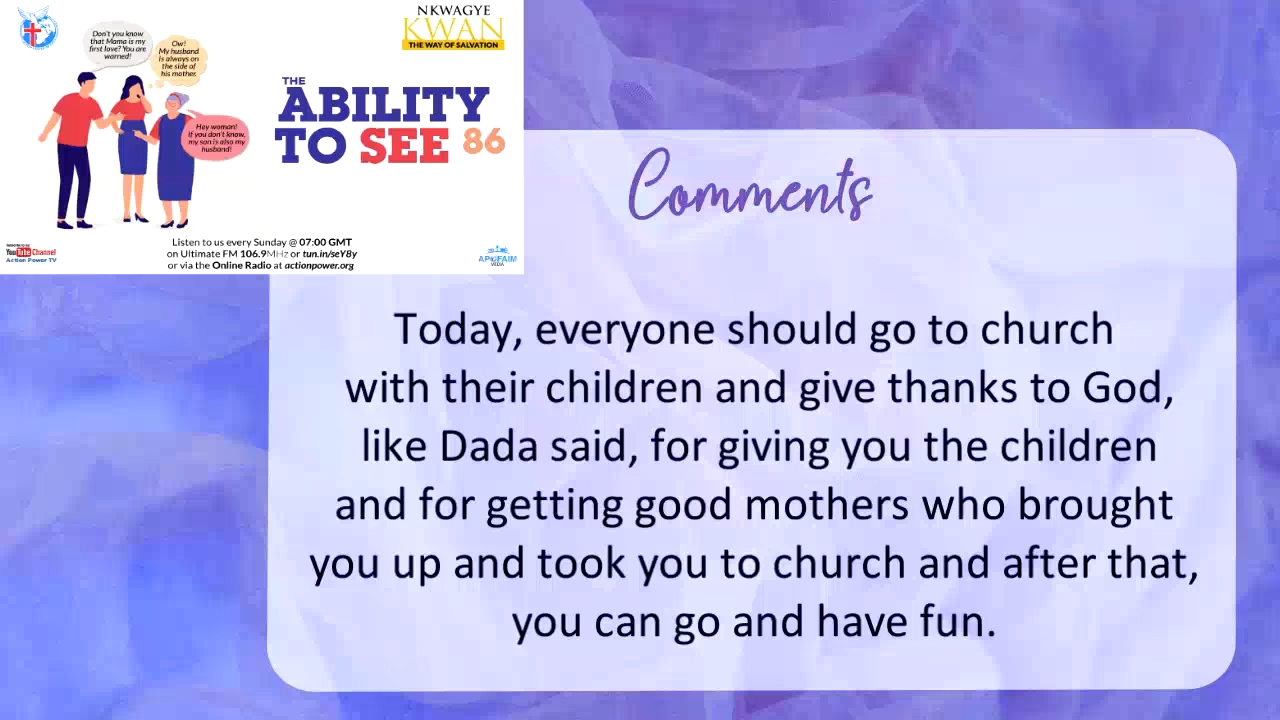 NKWAGYE
KWAN
THE WAY OF SALVATION
Don't you know
that Mama is my
first love? You are
warned!
Ow!
My husband
is always on
the side of
his mother.
Hey woman!
If you don't know,
my son is also my
husband!
THE
ABILITY
TO SEE 86
YouTube Channel
Action Power TV
Listen to us every Sunday @ 07:00 GMT
on Ultimate FM 106.9MHz or tun.in/seY8y
or via the Online Radio at actionpower.org
Comments
Today, everyone should go to church
with their children and give thanks to God,
like Dada said, for giving you the children
and for getting good mothers who brought
you up and took you to church and after that,
you can go and have fun.